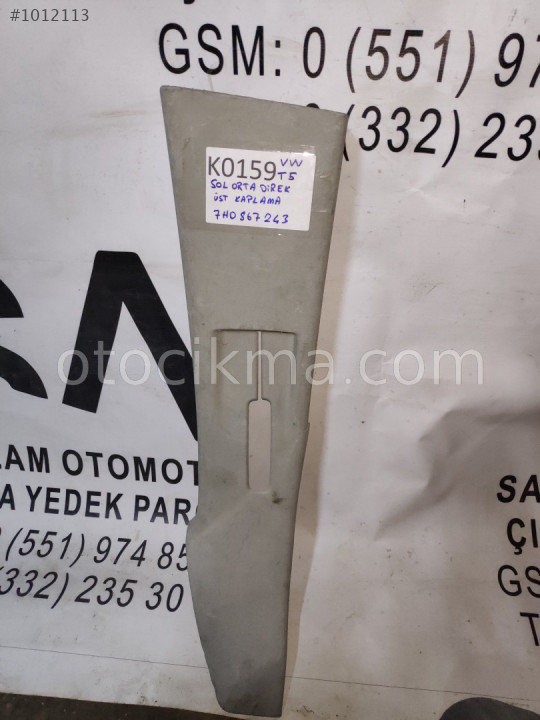 #1012113
GSM: 0 (551) 97
(332) 23
K0159 VW T5
SOL ORTA DİREK
ÜST KAPLAMA
7H0 867 243
otocikma.com
SA
LAM OTOMOT
A YEDEK PAR
(551) 974 85
(332) 235 30
SA
Çİ
GS
T